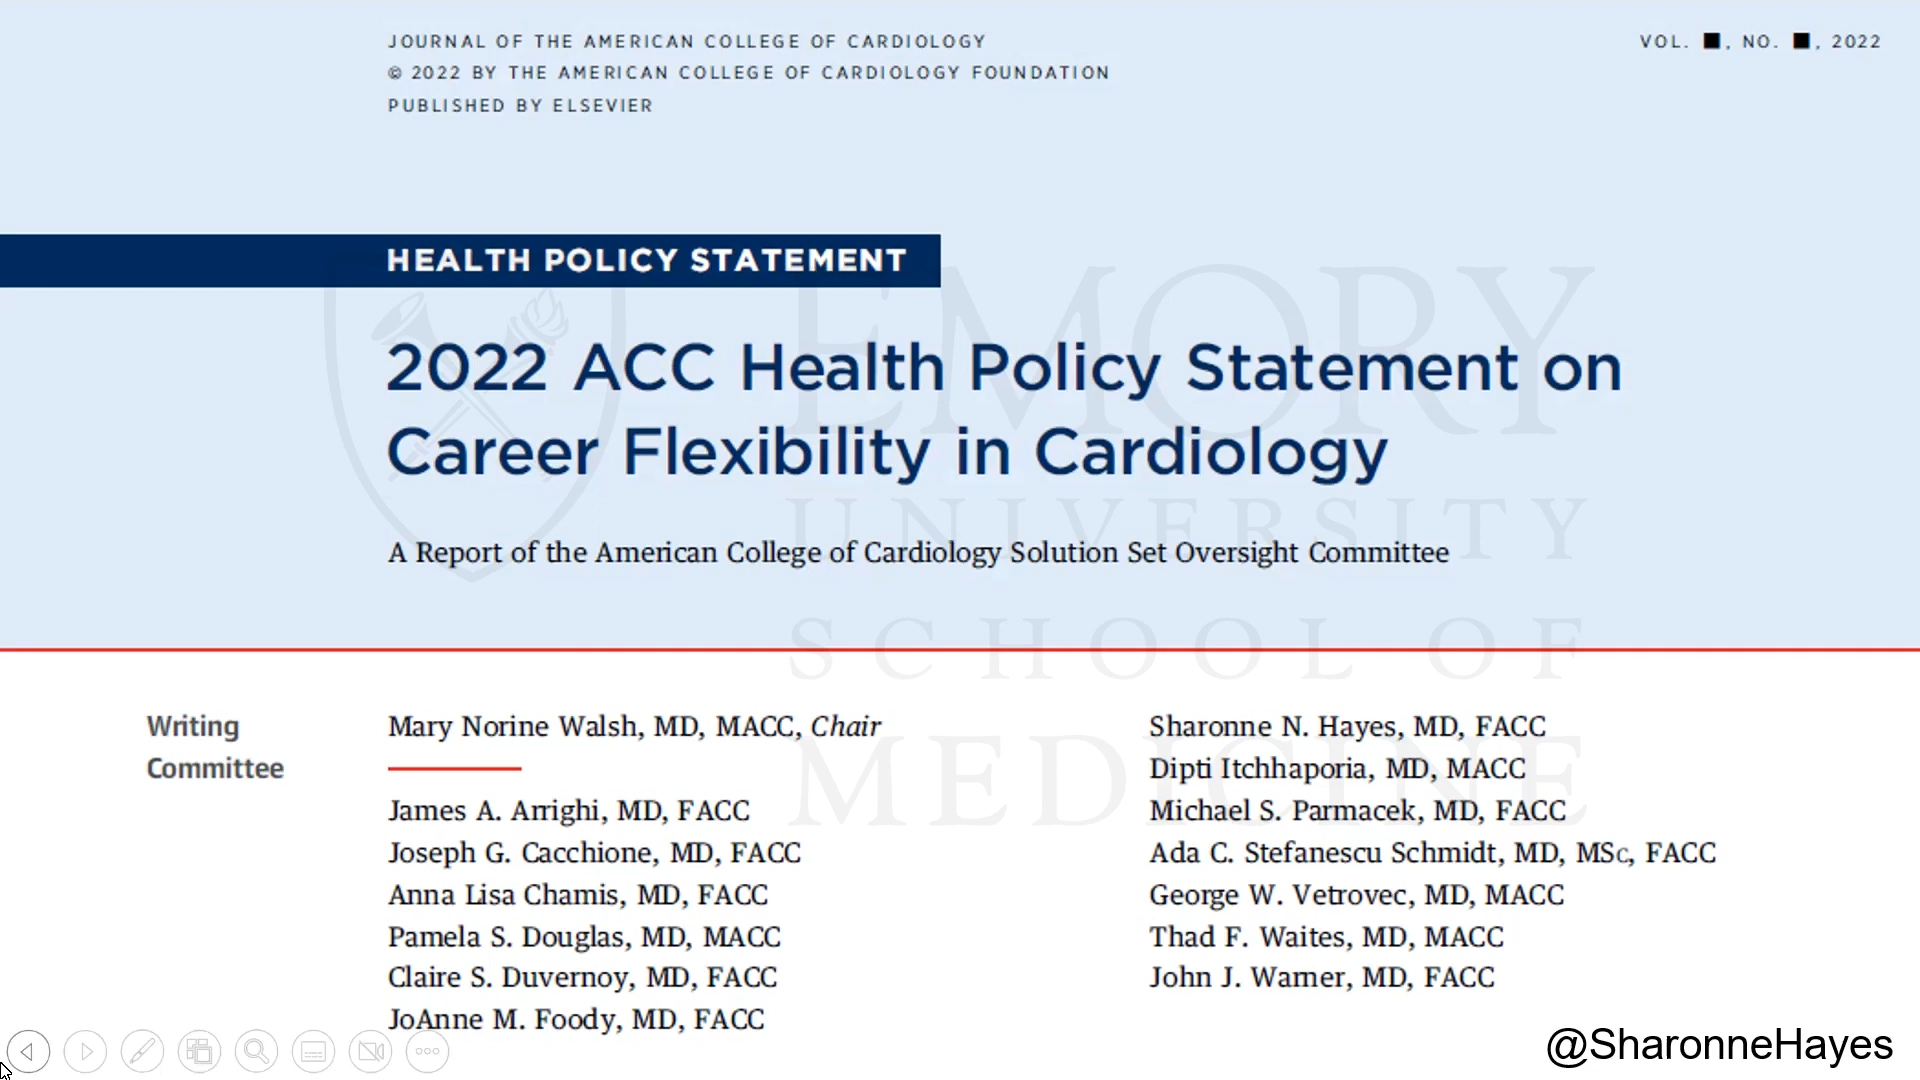 JOURNAL OF THE AMERICAN COLLEGE OF CARDIOLOGY
VOL. ■, NO. ■, 2022
© 2022 BY THE AMERICAN COLLEGE OF CARDIOLOGY FOUNDATION
PUBLISHED BY ELSEVIER
HEALTH POLICY STATEMENT
2022 ACC Health Policy Statement on
Career Flexibility in Cardiology
A Report of the American College of Cardiology Solution Set Oversight Committee
EMORY
UNIVERSITY
SCHOOL OF
MEDICINE
Writing
Committee
Mary Norine Walsh, MD, MACC, Chair
James A. Arrighi, MD, FACC
Joseph G. Cacchione, MD, FACC
Anna Lisa Chamis, MD, FACC
Pamela S. Douglas, MD, MACC
Claire S. Duvernoy, MD, FACC
JoAnne M. Foody, MD, FACC
Sharonne N. Hayes, MD, FACC
Dipti Itchhaporia, MD, MACC
Michael S. Parmacek, MD, FACC
Ada C. Stefanescu Schmidt, MD, MSc, FACC
George W. Vetrovec, MD, MACC
Thad F. Waites, MD, MACC
John J. Warner, MD, FACC
@SharonneHayes